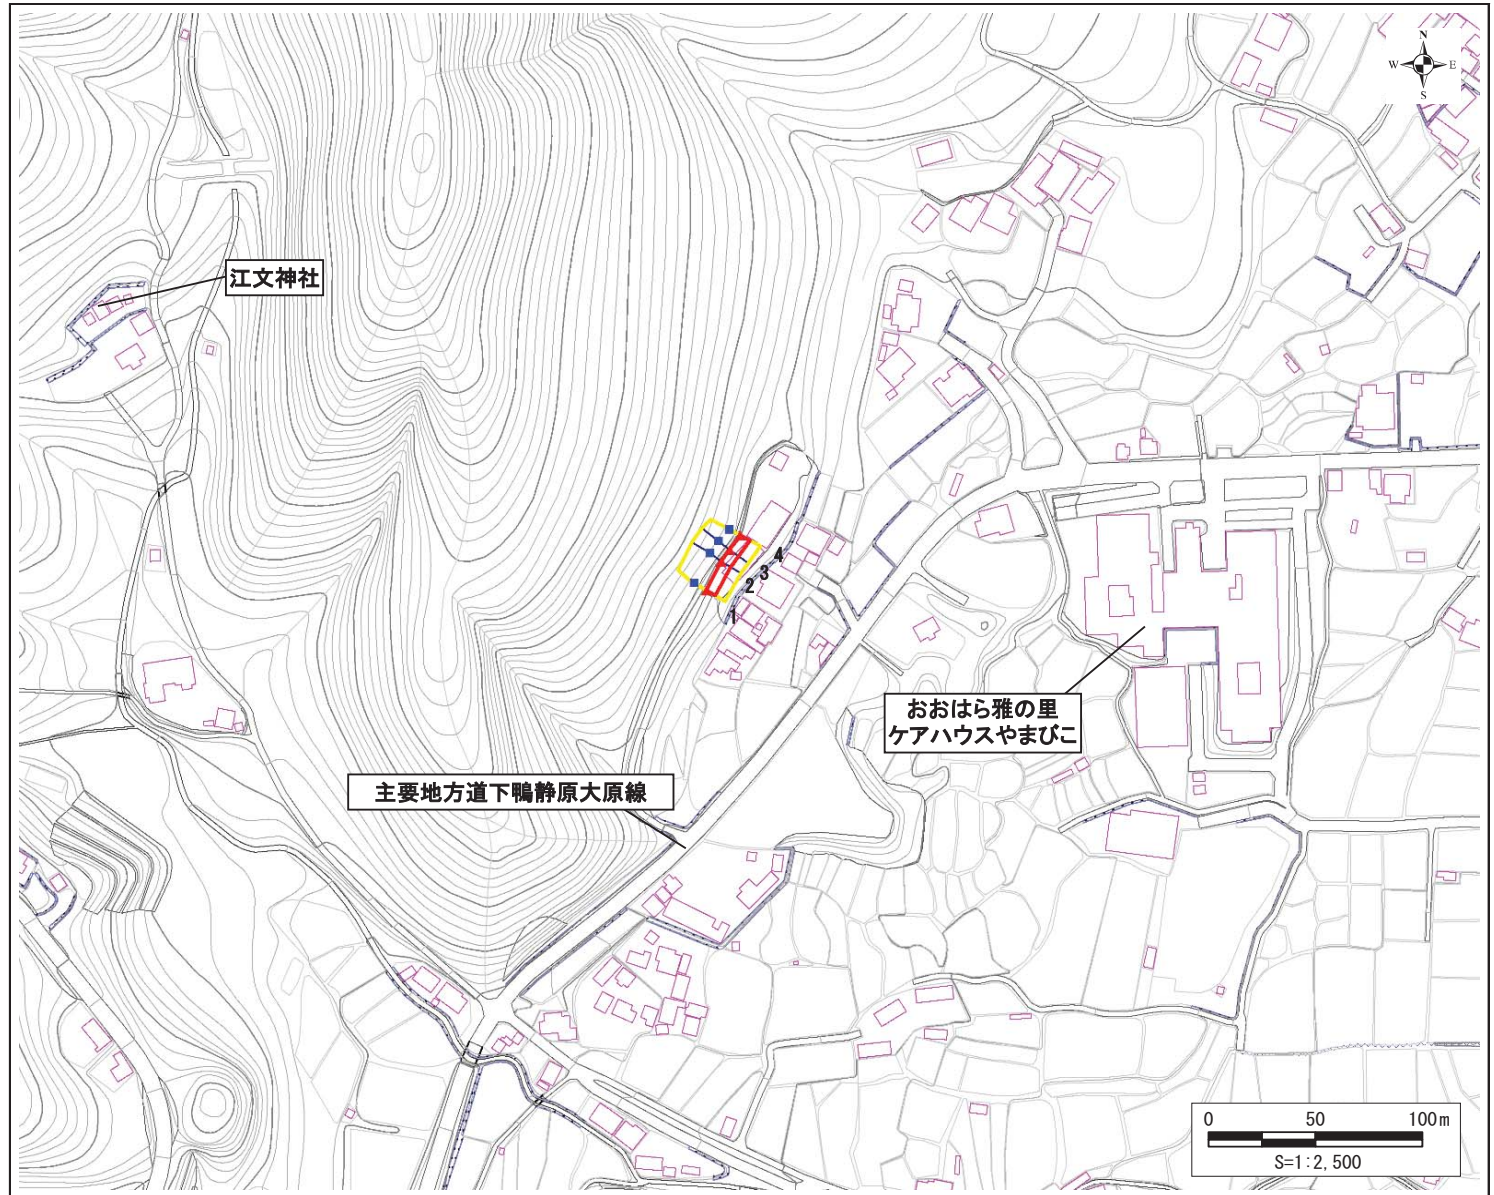 N
W E
S
江文神社
4
3
2
1
おおはら雅の里
ケアハウスやまびこ
主要地方道下鴨静原大原線
0 50 100m
S=1:2,500